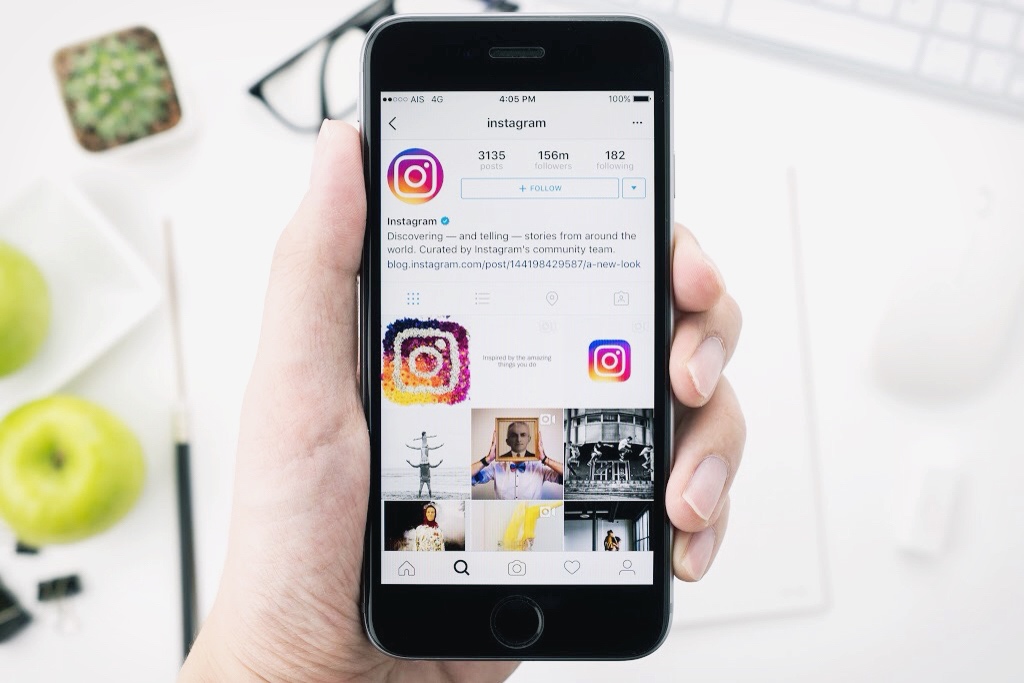 AIS 4G 4:05 PM 100%
instagram
3135 156m 182
posts followers following
+ FOLLOW
Instagram
Discovering — and telling — stories from around the
world. Curated by Instagram's community team.
blog.instagram.com/post/144198429587/a-new-look
Inspired by the amazing
things you do